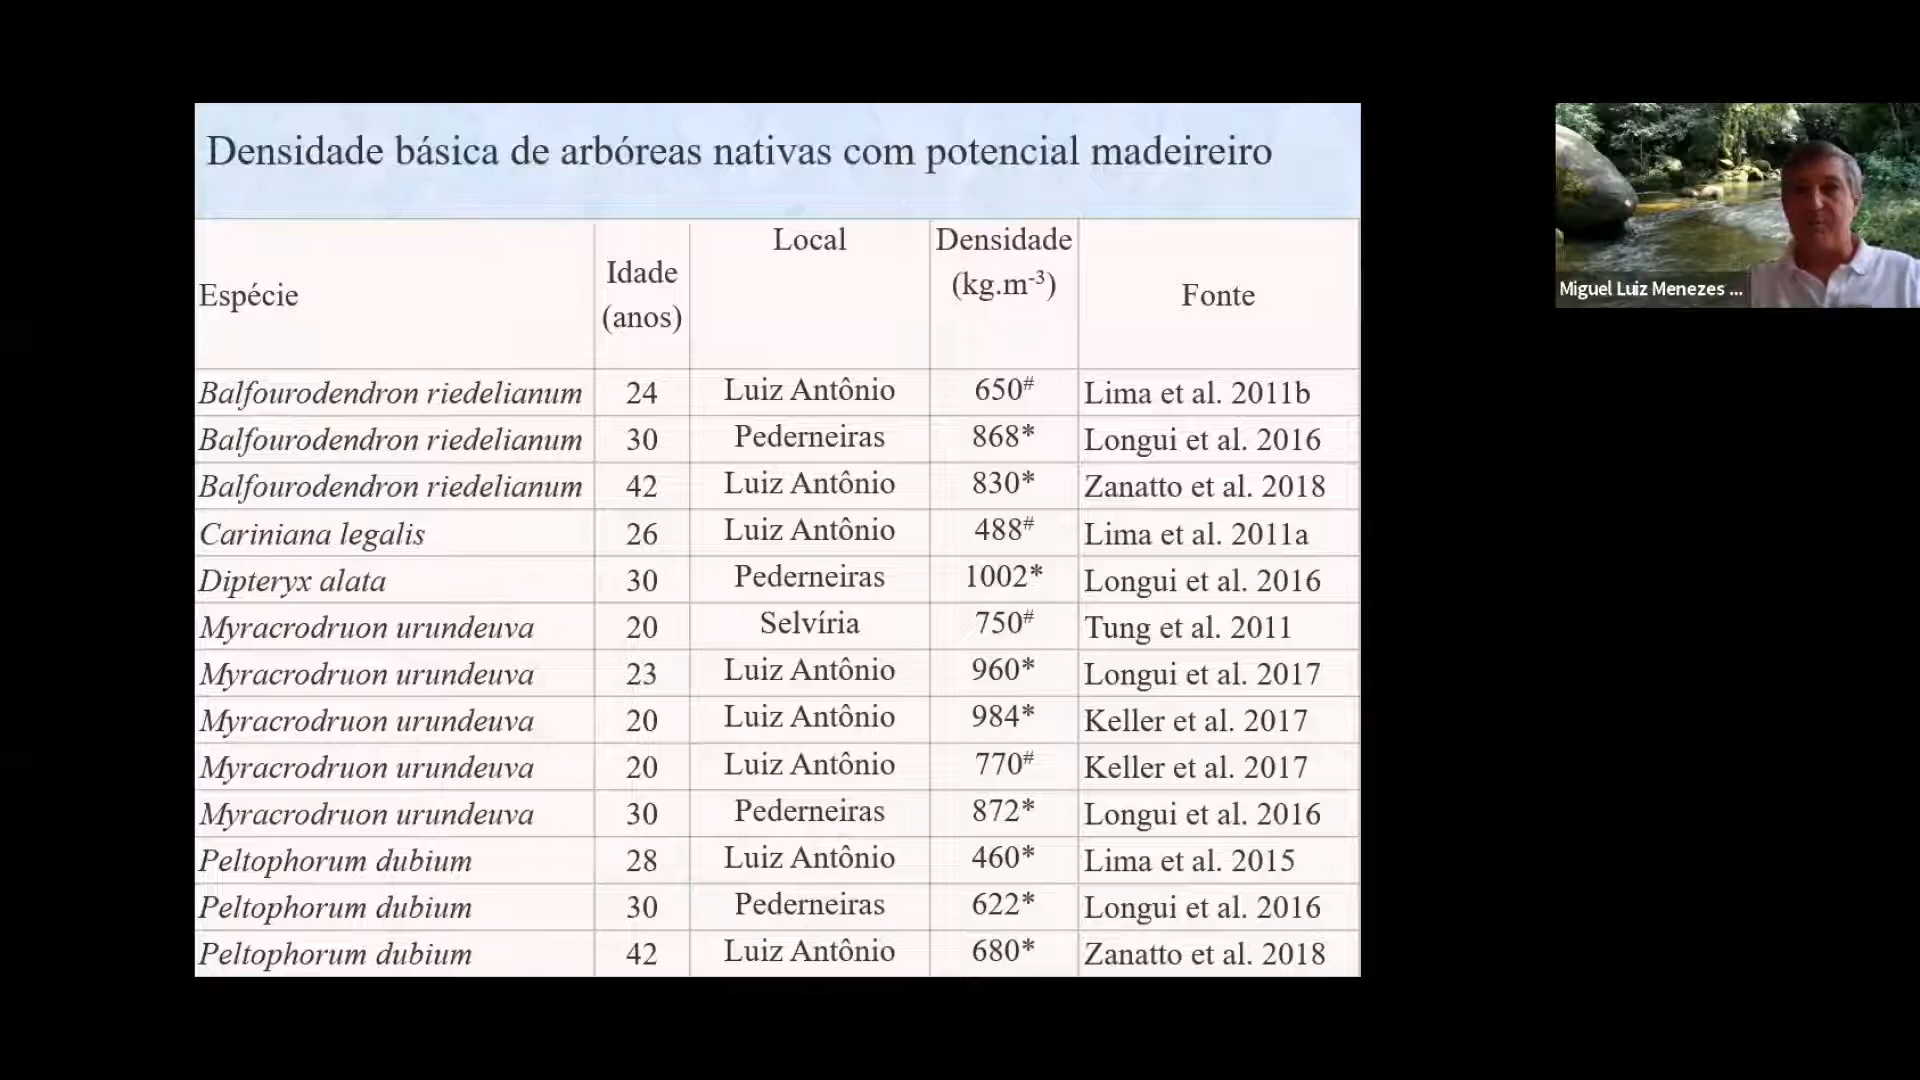 Densidade básica de arbóreas nativas com potencial madeireiro
Espécie Idade (anos) Local Densidade (kg.m⁻³) Fonte
Balfourodendron riedelianum 24 Luiz Antônio 650# Lima et al. 2011b
Balfourodendron riedelianum 30 Pederneiras 868* Longui et al. 2016
Balfourodendron riedelianum 42 Luiz Antônio 830* Zanatto et al. 2018
Cariniana legalis 26 Luiz Antônio 488# Lima et al. 2011a
Dipteryx alata 30 Pederneiras 1002* Longui et al. 2016
Myracrodruon urundeuva 20 Selvíria 750# Tung et al. 2011
Myracrodruon urundeuva 23 Luiz Antônio 960* Longui et al. 2017
Myracrodruon urundeuva 20 Luiz Antônio 984* Keller et al. 2017
Myracrodruon urundeuva 20 Luiz Antônio 770# Keller et al. 2017
Myracrodruon urundeuva 30 Pederneiras 872* Longui et al. 2016
Peltophorum dubium 28 Luiz Antônio 460* Lima et al. 2015
Peltophorum dubium 30 Pederneiras 622* Longui et al. 2016
Peltophorum dubium 42 Luiz Antônio 680* Zanatto et al. 2018
Miguel Luiz Menezes ...